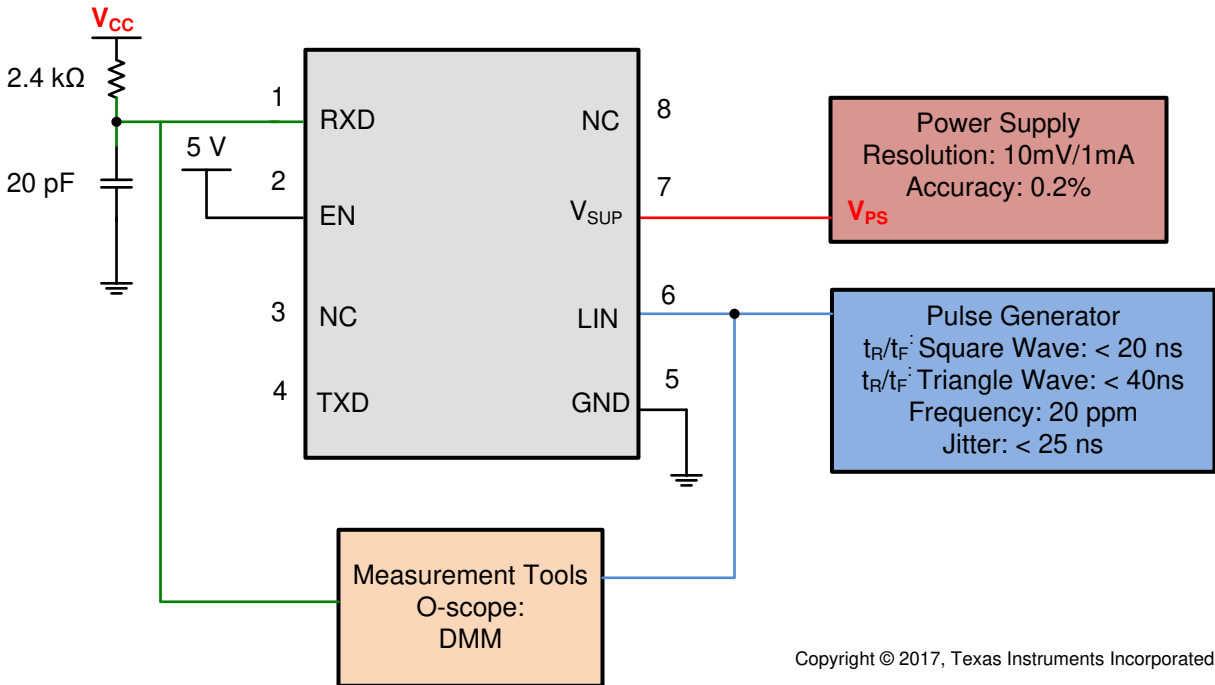 VCC
2.4 kΩ
20 pF
5 V
1
2
3
4
RXD
EN
NC
TXD
NC
VSUP
LIN
GND
8
7
6
5
Power Supply
Resolution: 10mV/1mA
Accuracy: 0.2%
VPS
Pulse Generator
tR/tF: Square Wave: < 20 ns
tR/tF: Triangle Wave: < 40ns
Frequency: 20 ppm
Jitter: < 25 ns
Measurement Tools
O-scope:
DMM
Copyright © 2017, Texas Instruments Incorporated